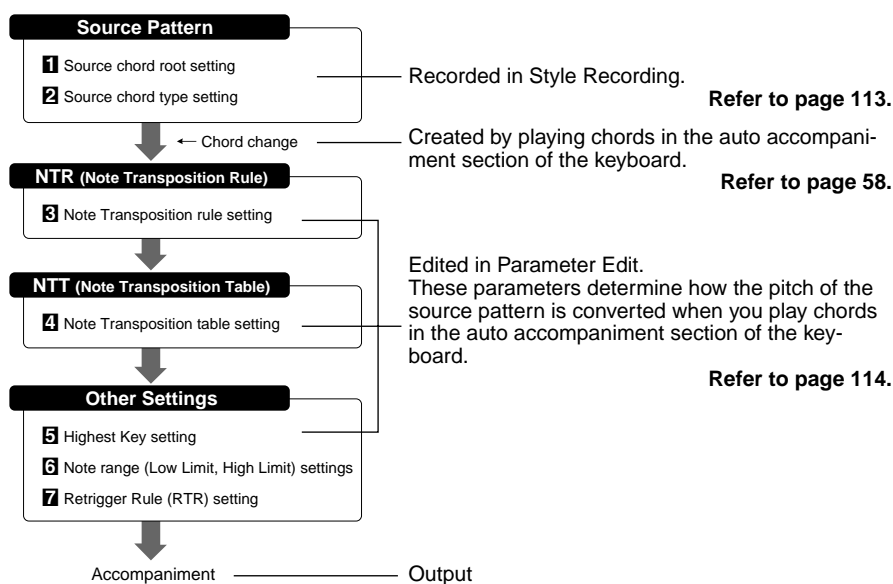 Source Pattern
1 Source chord root setting
2 Source chord type setting
Recorded in Style Recording.
Refer to page 113.
← Chord change
Created by playing chords in the auto accompani-
ment section of the keyboard.
Refer to page 58.
NTR (Note Transposition Rule)
3 Note Transposition rule setting
NTT (Note Transposition Table)
4 Note Transposition table setting
Edited in Parameter Edit.
These parameters determine how the pitch of the
source pattern is converted when you play chords
in the auto accompaniment section of the key-
board.
Refer to page 114.
Other Settings
5 Highest Key setting
6 Note range (Low Limit, High Limit) settings
7 Retrigger Rule (RTR) setting
Accompaniment
Output